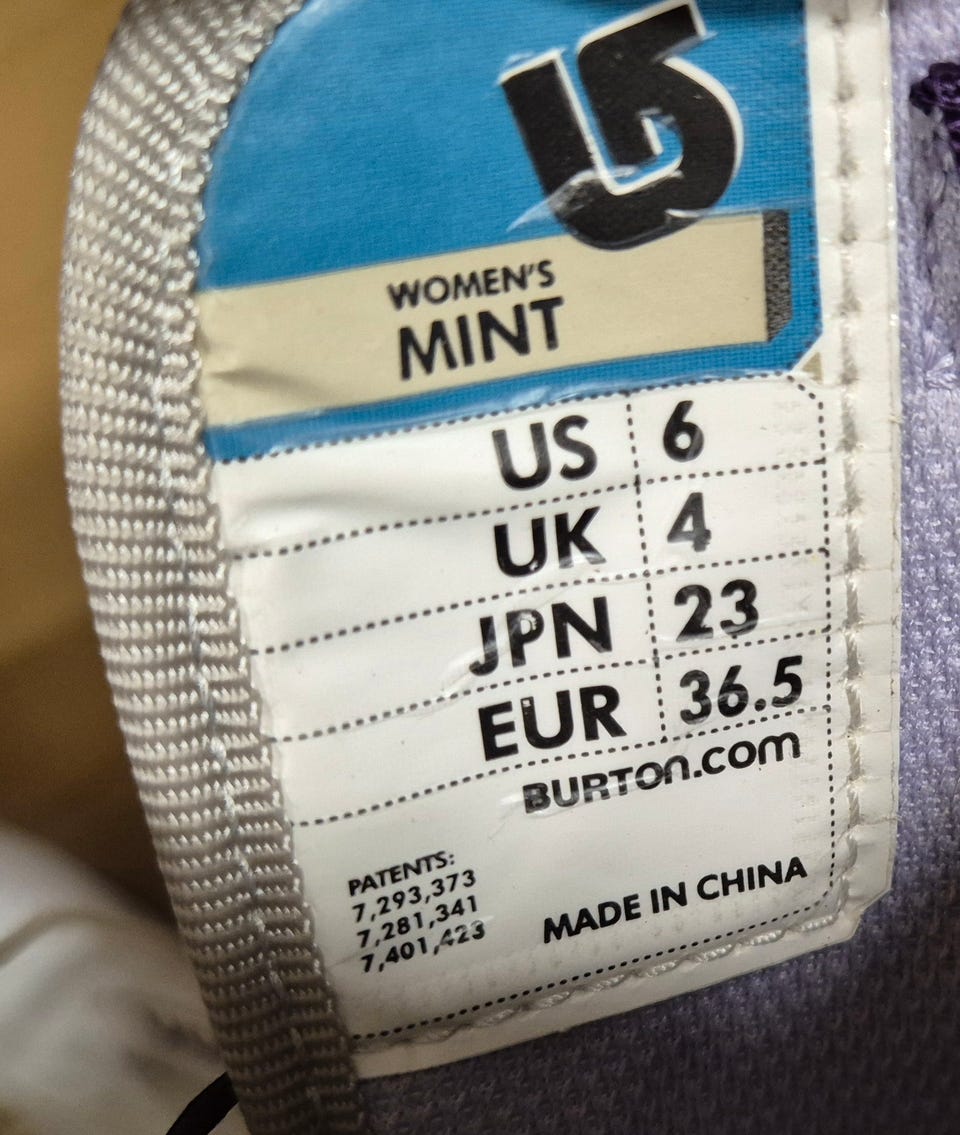 WOMEN'S
MINT
US 6
UK 4
JPN 23
EUR 36.5
BURTON.COM
PATENTS:
7,293,373
7,281,341
7,401,423
MADE IN CHINA